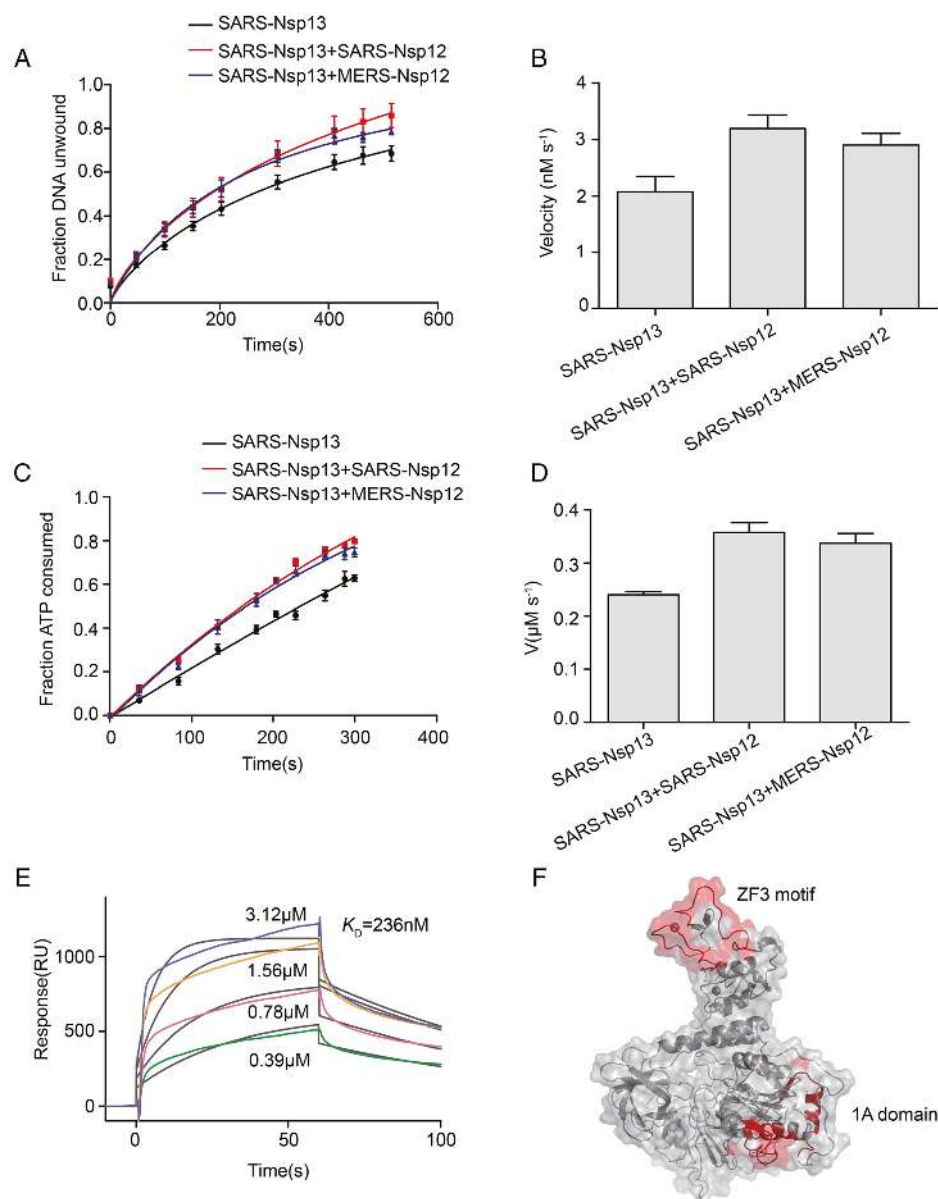 SARS-Nsp13
SARS-Nsp13+SARS-Nsp12
SARS-Nsp13+MERS-Nsp12
A
1.0
0.8
0.6
0.4
0.2
0.0
Fraction DNA unwound
0
200
400
600
Time(s)
B
4
3
2
1
0
Velocity (nM s⁻¹)
SARS-Nsp13
SARS-Nsp13+SARS-Nsp12
SARS-Nsp13+MERS-Nsp12
C
SARS-Nsp13
SARS-Nsp13+SARS-Nsp12
SARS-Nsp13+MERS-Nsp12
1.0
0.8
0.6
0.4
0.2
0.0
Fraction ATP consumed
0
100
200
300
400
Time(s)
D
0.4
0.3
0.2
0.1
0.0
V(µM s⁻¹)
SARS-Nsp13
SARS-Nsp13+SARS-Nsp12
SARS-Nsp13+MERS-Nsp12
E
3.12µM
KD=236nM
1.56µM
0.78µM
0.39µM
1000
500
0
Response(RU)
0
50
100
Time(s)
F
ZF3 motif
1A domain